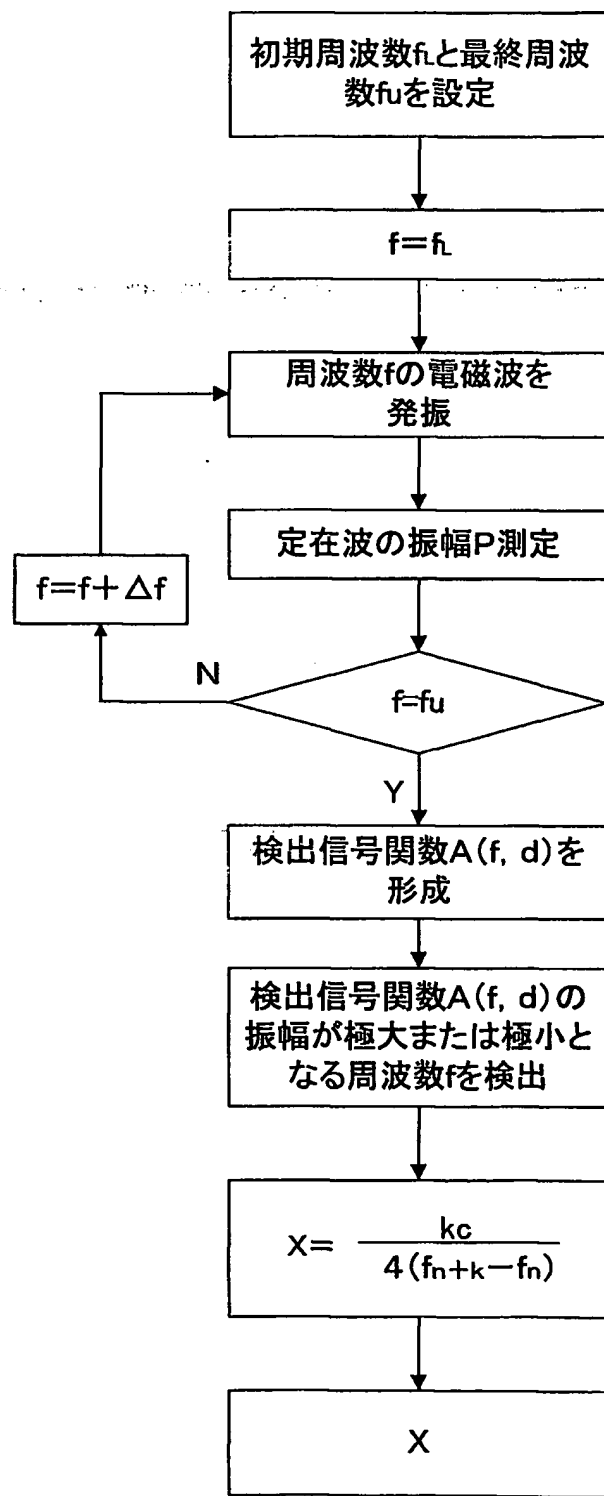 初期周波数fLと最終周波
数fuを設定
f=fL
周波数fの電磁波を
発振
定在波の振幅P測定
f=f+△f
N
f=fu
Y
検出信号関数A(f, d)を
形成
検出信号関数A(f, d)の
振幅が極大または極小と
なる周波数fを検出
X= kc
4(fn+k-fn)
X